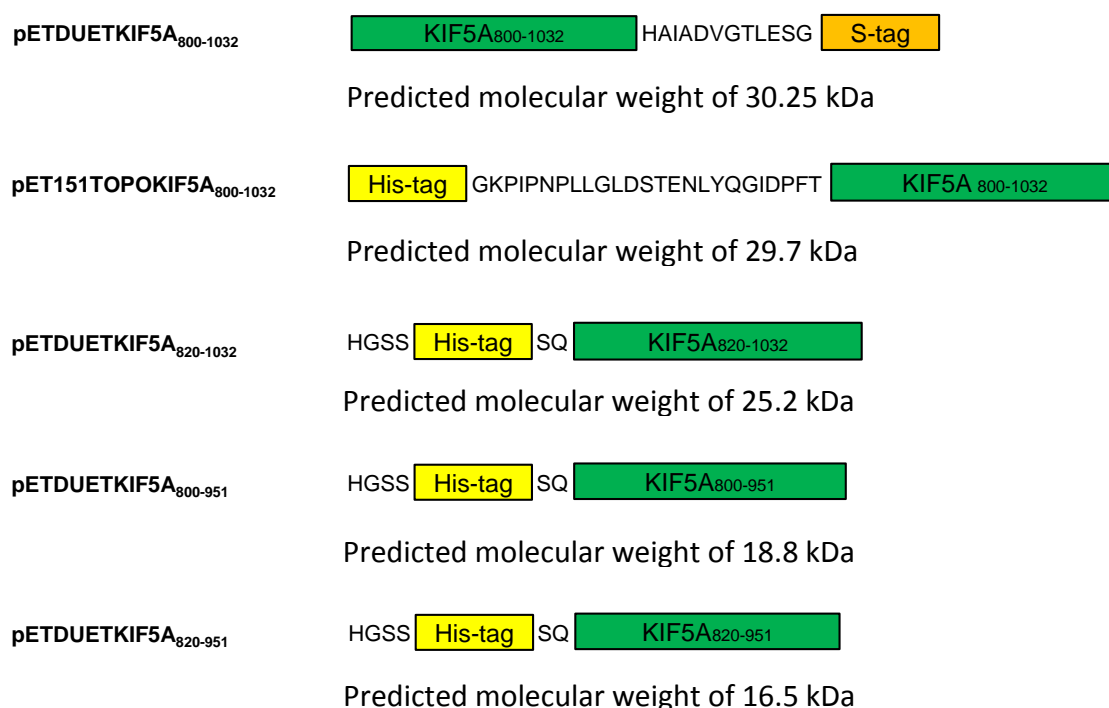 pETDUETKIF5A800-1032 KIF5A800-1032 HAIADVGTLESG S-tag
Predicted molecular weight of 30.25 kDa
pET151TOPOKIF5A800-1032 His-tag GKPIPNPLLGLDSTENLYQGIDPFT KIF5A 800-1032
Predicted molecular weight of 29.7 kDa
pETDUETKIF5A820-1032 HGSS His-tag SQ KIF5A820-1032
Predicted molecular weight of 25.2 kDa
pETDUETKIF5A800-951 HGSS His-tag SQ KIF5A800-951
Predicted molecular weight of 18.8 kDa
pETDUETKIF5A820-951 HGSS His-tag SQ KIF5A820-951
Predicted molecular weight of 16.5 kDa